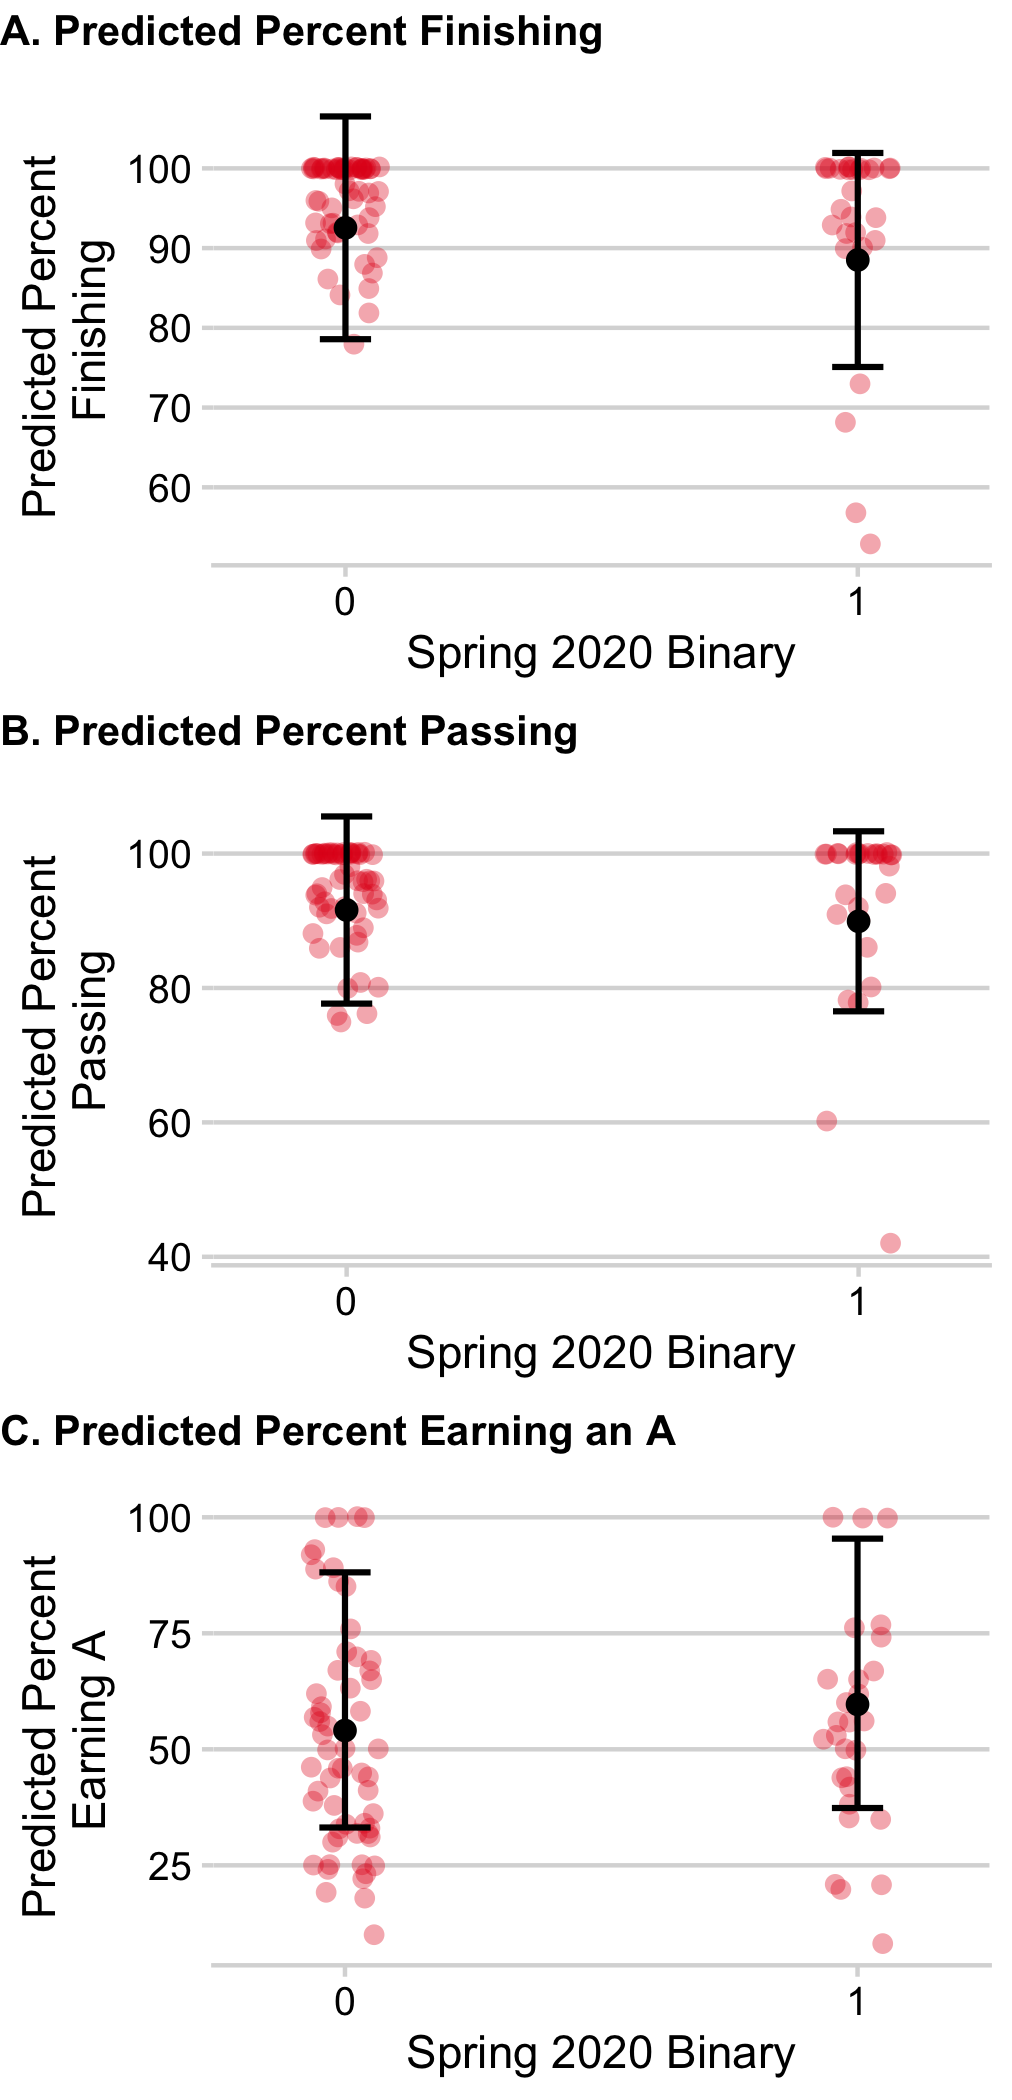 A. Predicted Percent Finishing
Predicted Percent
Finishing
100
90
80
70
60
0
1
Spring 2020 Binary
B. Predicted Percent Passing
Predicted Percent
Passing
100
80
60
40
0
1
Spring 2020 Binary
C. Predicted Percent Earning an A
Predicted Percent
Earning A
100
75
50
25
0
1
Spring 2020 Binary